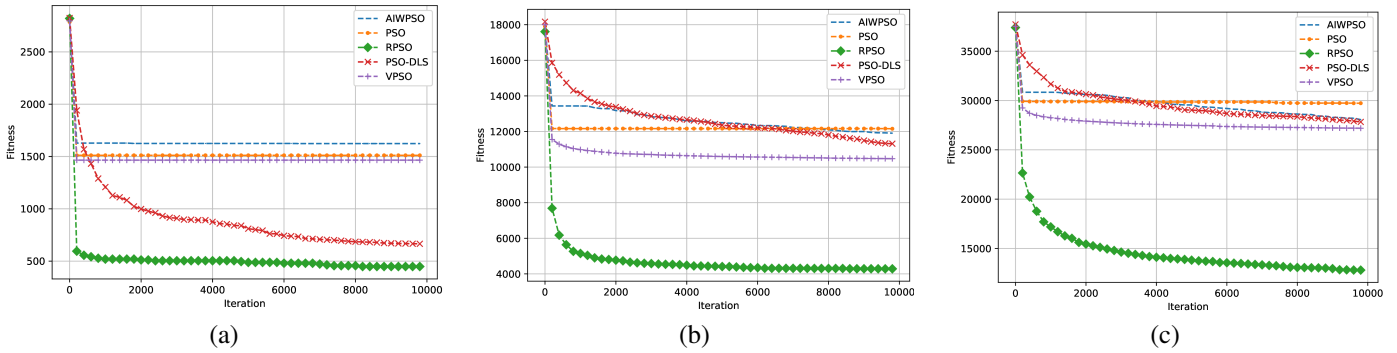 2500
2000
1500
1000
500
Fitness
0
2000
4000
6000
8000
10000
Iteration
AIWPSO
PSO
RPSO
PSO-DLS
VPSO
(a)
18000
16000
14000
12000
10000
8000
6000
4000
Fitness
0
2000
4000
6000
8000
10000
Iteration
AIWPSO
PSO
RPSO
PSO-DLS
VPSO
(b)
35000
30000
25000
20000
15000
Fitness
0
2000
4000
6000
8000
10000
Iteration
AIWPSO
PSO
RPSO
PSO-DLS
VPSO
(c)